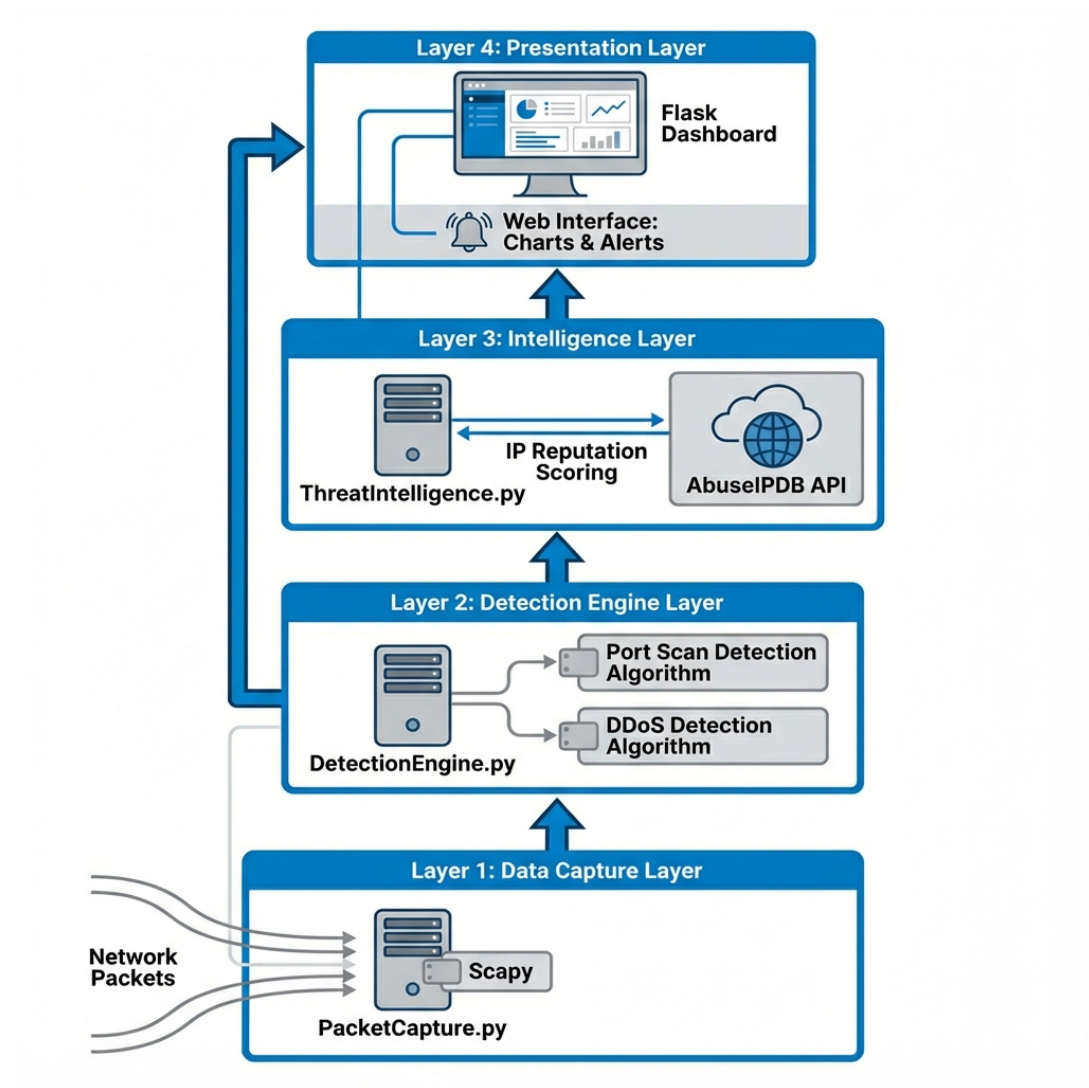 Layer 4: Presentation Layer
Flask
Dashboard
Web Interface:
Charts & Alerts
Layer 3: Intelligence Layer
IP Reputation
Scoring
ThreatIntelligence.py
AbuseIPDB API
Layer 2: Detection Engine Layer
Port Scan Detection
Algorithm
DDoS Detection
Algorithm
DetectionEngine.py
Layer 1: Data Capture Layer
Network
Packets
Scapy
PacketCapture.py